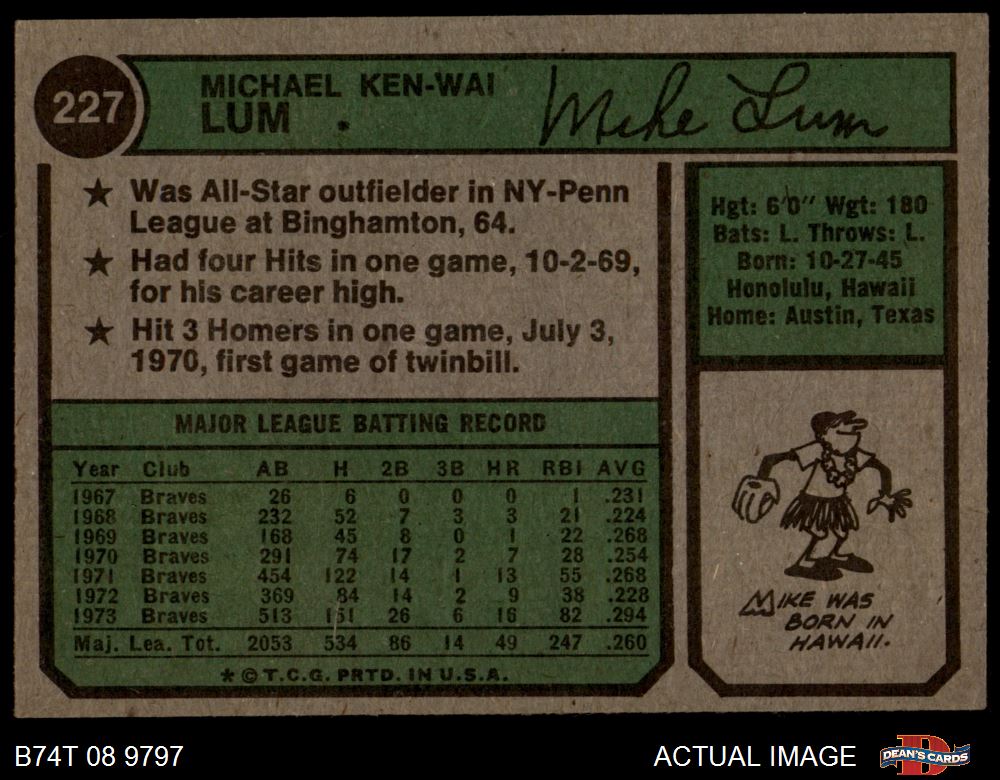 227
MICHAEL KEN-WAI
LUM
Mike Lum
★ Was All-Star outfielder in NY-Penn
League at Binghamton, 64.
★ Had four Hits in one game, 10-2-69,
for his career high.
★ Hit 3 Homers in one game, July 3,
1970, first game of twinbill.
Hgt: 6'0" Wgt: 180
Bats: L. Throws: L.
Born: 10-27-45
Honolulu, Hawaii
Home: Austin, Texas
MAJOR LEAGUE BATTING RECORD
Year Club AB H 2B 3B HR RBI AVG
1967 Braves 26 6 0 0 0 1 .231
1968 Braves 232 52 7 3 3 21 .224
1969 Braves 168 45 8 0 1 22 .268
1970 Braves 291 74 17 2 7 28 .254
1971 Braves 454 122 14 1 13 55 .268
1972 Braves 369 84 14 2 9 38 .228
1973 Braves 513 151 26 6 16 82 .294
Maj. Lea. Tot. 2053 534 86 14 49 247 .260
* © T.C.G. PRTD. IN U.S.A.
MIKE WAS
BORN IN
HAWAII.
B74T 08 9797
ACTUAL IMAGE
DEAN'S CARDS